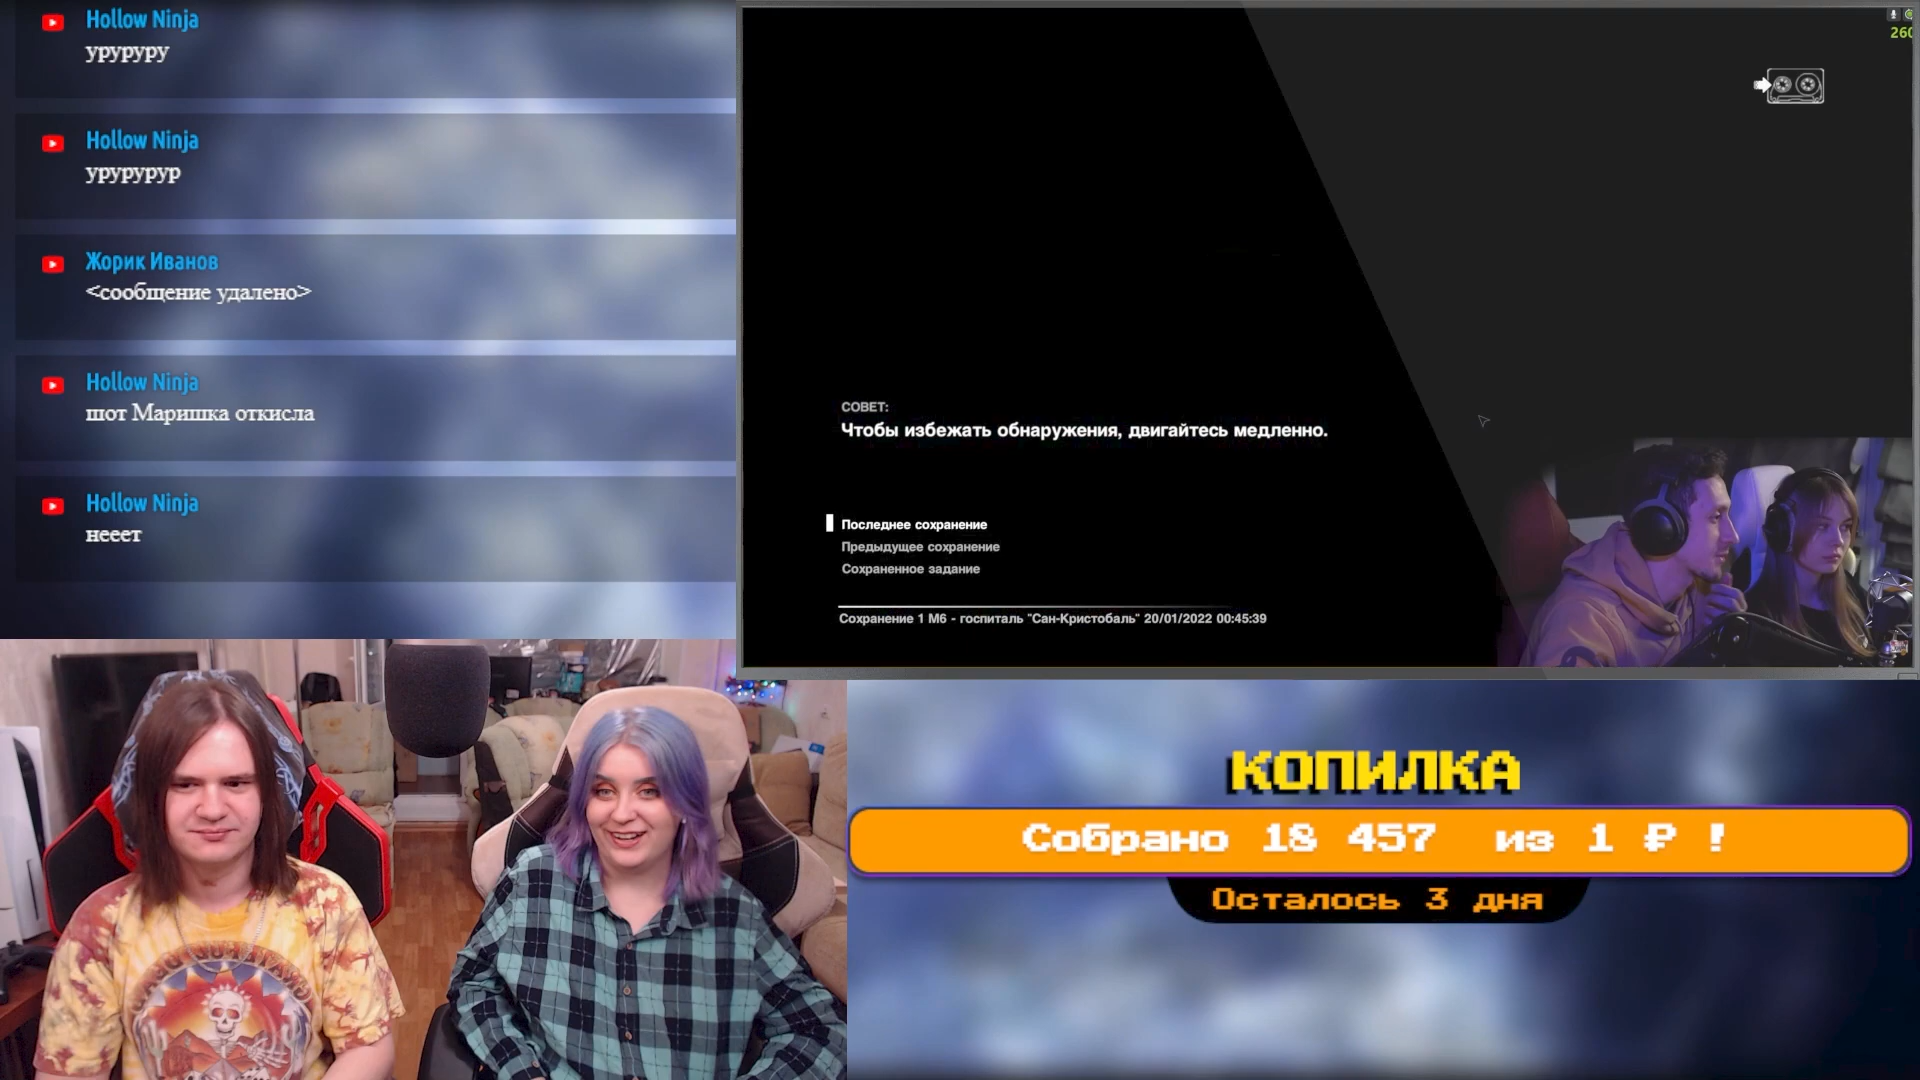 Hollow Ninja
уруруру
Hollow Ninja
урурурур
Жорик Иванов
<сообщение удалено>
Hollow Ninja
шот Маришка откисла
Hollow Ninja
нееет
260
СОВЕТ:
Чтобы избежать обнаружения, двигайтесь медленно.
Последнее сохранение
Предыдущее сохранение
Сохраненное задание
Сохранение 1 М6 - госпиталь "Сан-Кристобаль" 20/01/2022 00:45:39
КОПИЛКА
Собрано 18 457 из 1 ₽ !
Осталось 3 дня